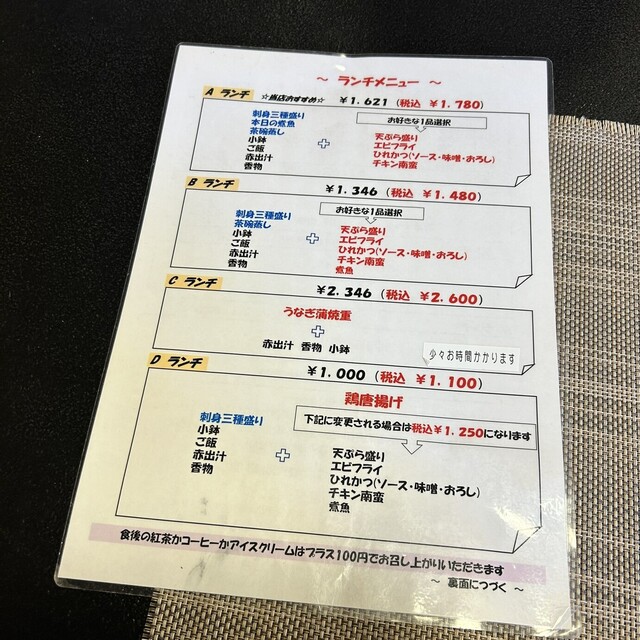 ～ ランチメニュー ～
A ランチ ☆当店おすすめ☆ ￥1.621(税込 ￥1.780)
刺身三種盛り
本日の煮魚
茶碗蒸し
小鉢
ご飯
赤出汁
香物
＋
お好きな1品選択
天ぷら盛り
エビフライ
ひれかつ(ソース・味噌・おろし)
チキン南蛮
B ランチ ￥1.346(税込 ￥1.480)
刺身三種盛り
茶碗蒸し
小鉢
ご飯
赤出汁
香物
＋
お好きな1品選択
天ぷら盛り
エビフライ
ひれかつ(ソース・味噌・おろし)
チキン南蛮
煮魚
C ランチ ￥2.346(税込 ￥2.600)
うなぎ蒲焼重
＋
赤出汁 香物 小鉢
少々お時間かかります
D ランチ ￥1.000(税込 ￥1.100)
刺身三種盛り
小鉢
ご飯
赤出汁
香物
＋
鶏唐揚げ
下記に変更される場合は税込￥1.250になります
天ぷら盛り
エビフライ
ひれかつ(ソース・味噌・おろし)
チキン南蛮
煮魚
食後の紅茶かコーヒーかアイスクリームはプラス100円でお召し上がりいただきます
～ 裏面につづく ～